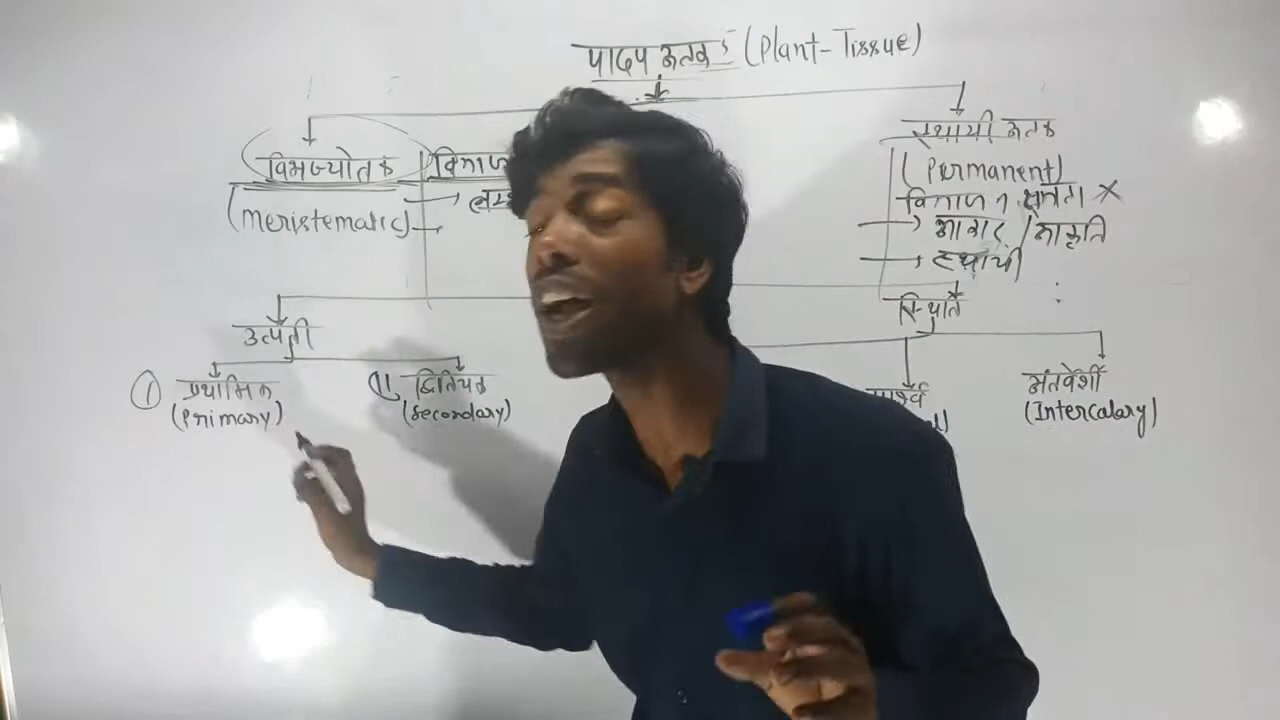 पादप ऊतक (Plant-Tissue)
विभज्योतक
(Meristematic)
स्थायी ऊतक
(Permanent)
विभाजन क्षमता ×
→ आकार / आकृति
→ स्थायी
उत्पत्ती
स्थिति
① प्राथमिक
(Primary)
द्वितियक
(Secondary)
पार्श्व
अंतर्वेशी
(Intercalary)